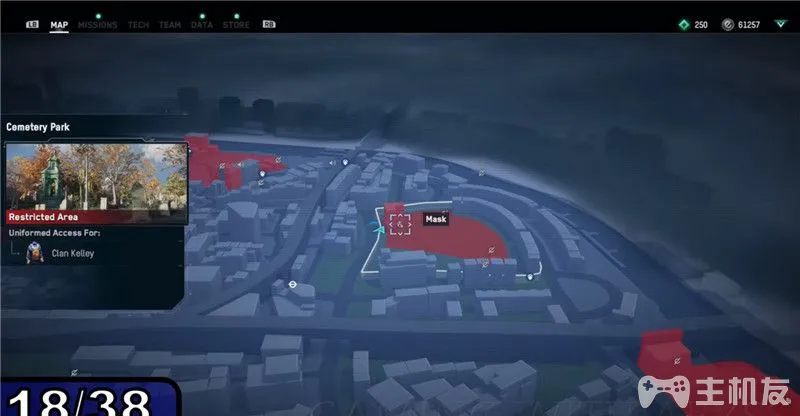 LB MAP MISSIONS TECH TEAM DATA STORE RB 250 61257
Cemetery Park
Restricted Area
Uniformed Access For:
Clan Kelley
Mask
18/38
主机友